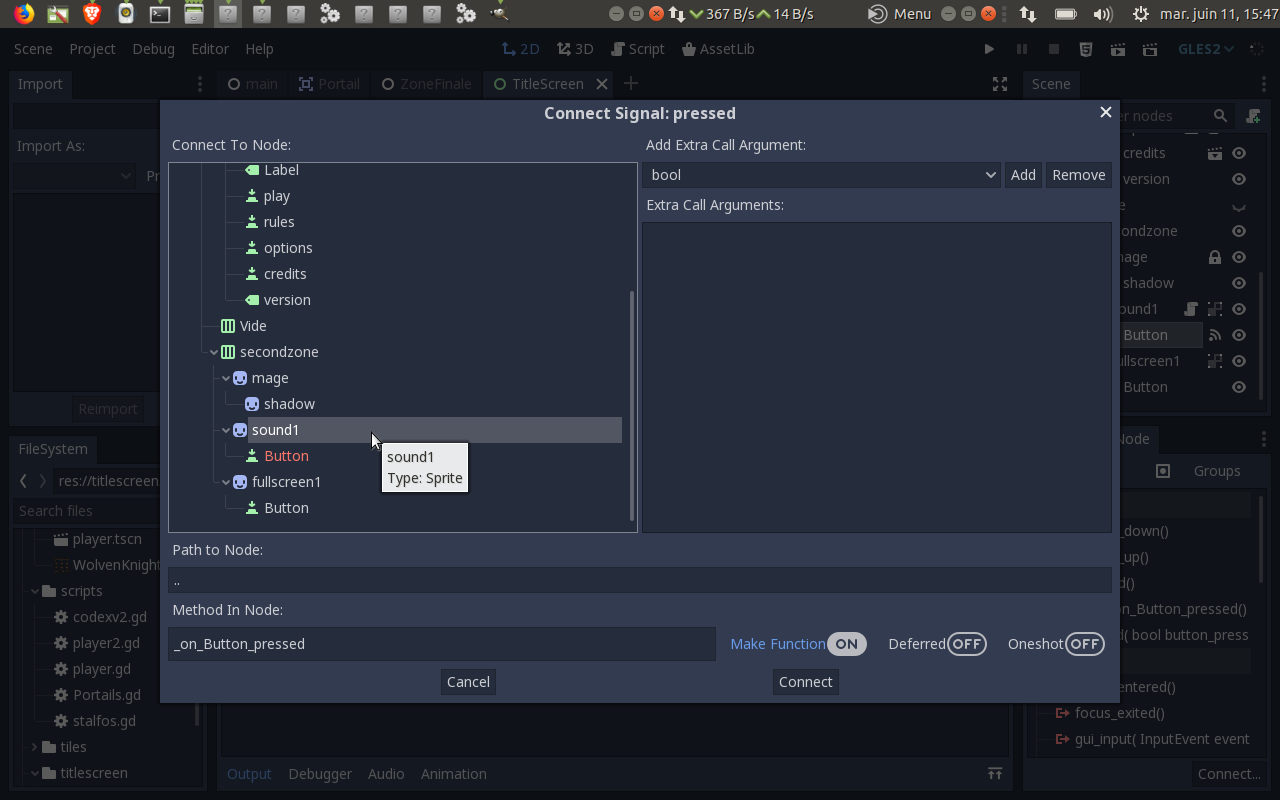 367 B/s 14 B/s Menu mar. juin 11, 15:47
Scene Project Debug Editor Help 2D 3D Script AssetLib GLES2
Import main Portail ZoneFinale TitleScreen Scene
Connect Signal: pressed
Connect To Node: Add Extra Call Argument:
bool Add Remove
Extra Call Arguments:
Label
play
rules
options
credits
version
Vide
secondzone
mage
shadow
sound1
Button
fullscreen1
Button
sound1
Type: Sprite
Path to Node:
..
Method In Node:
_on_Button_pressed Make Function ON Deferred OFF Oneshot OFF
Cancel Connect
Import As:
Pr
Reimport
FileSystem
res://titlescreen.
Search files
player.tscn
WolvenKnight
scripts
codexv2.gd
player2.gd
player.gd
Portails.gd
stalfos.gd
tiles
titlescreen
Output Debugger Audio Animation
er nodes
credits
version
e
ondzone
nage
shadow
ound1
Button
ullscreen1
Button
Node
Groups
_down()
_up()
d()
on_Button_pressed()
d( bool button_press
entered()
focus_exited()
gui_input( InputEvent event
Connect...